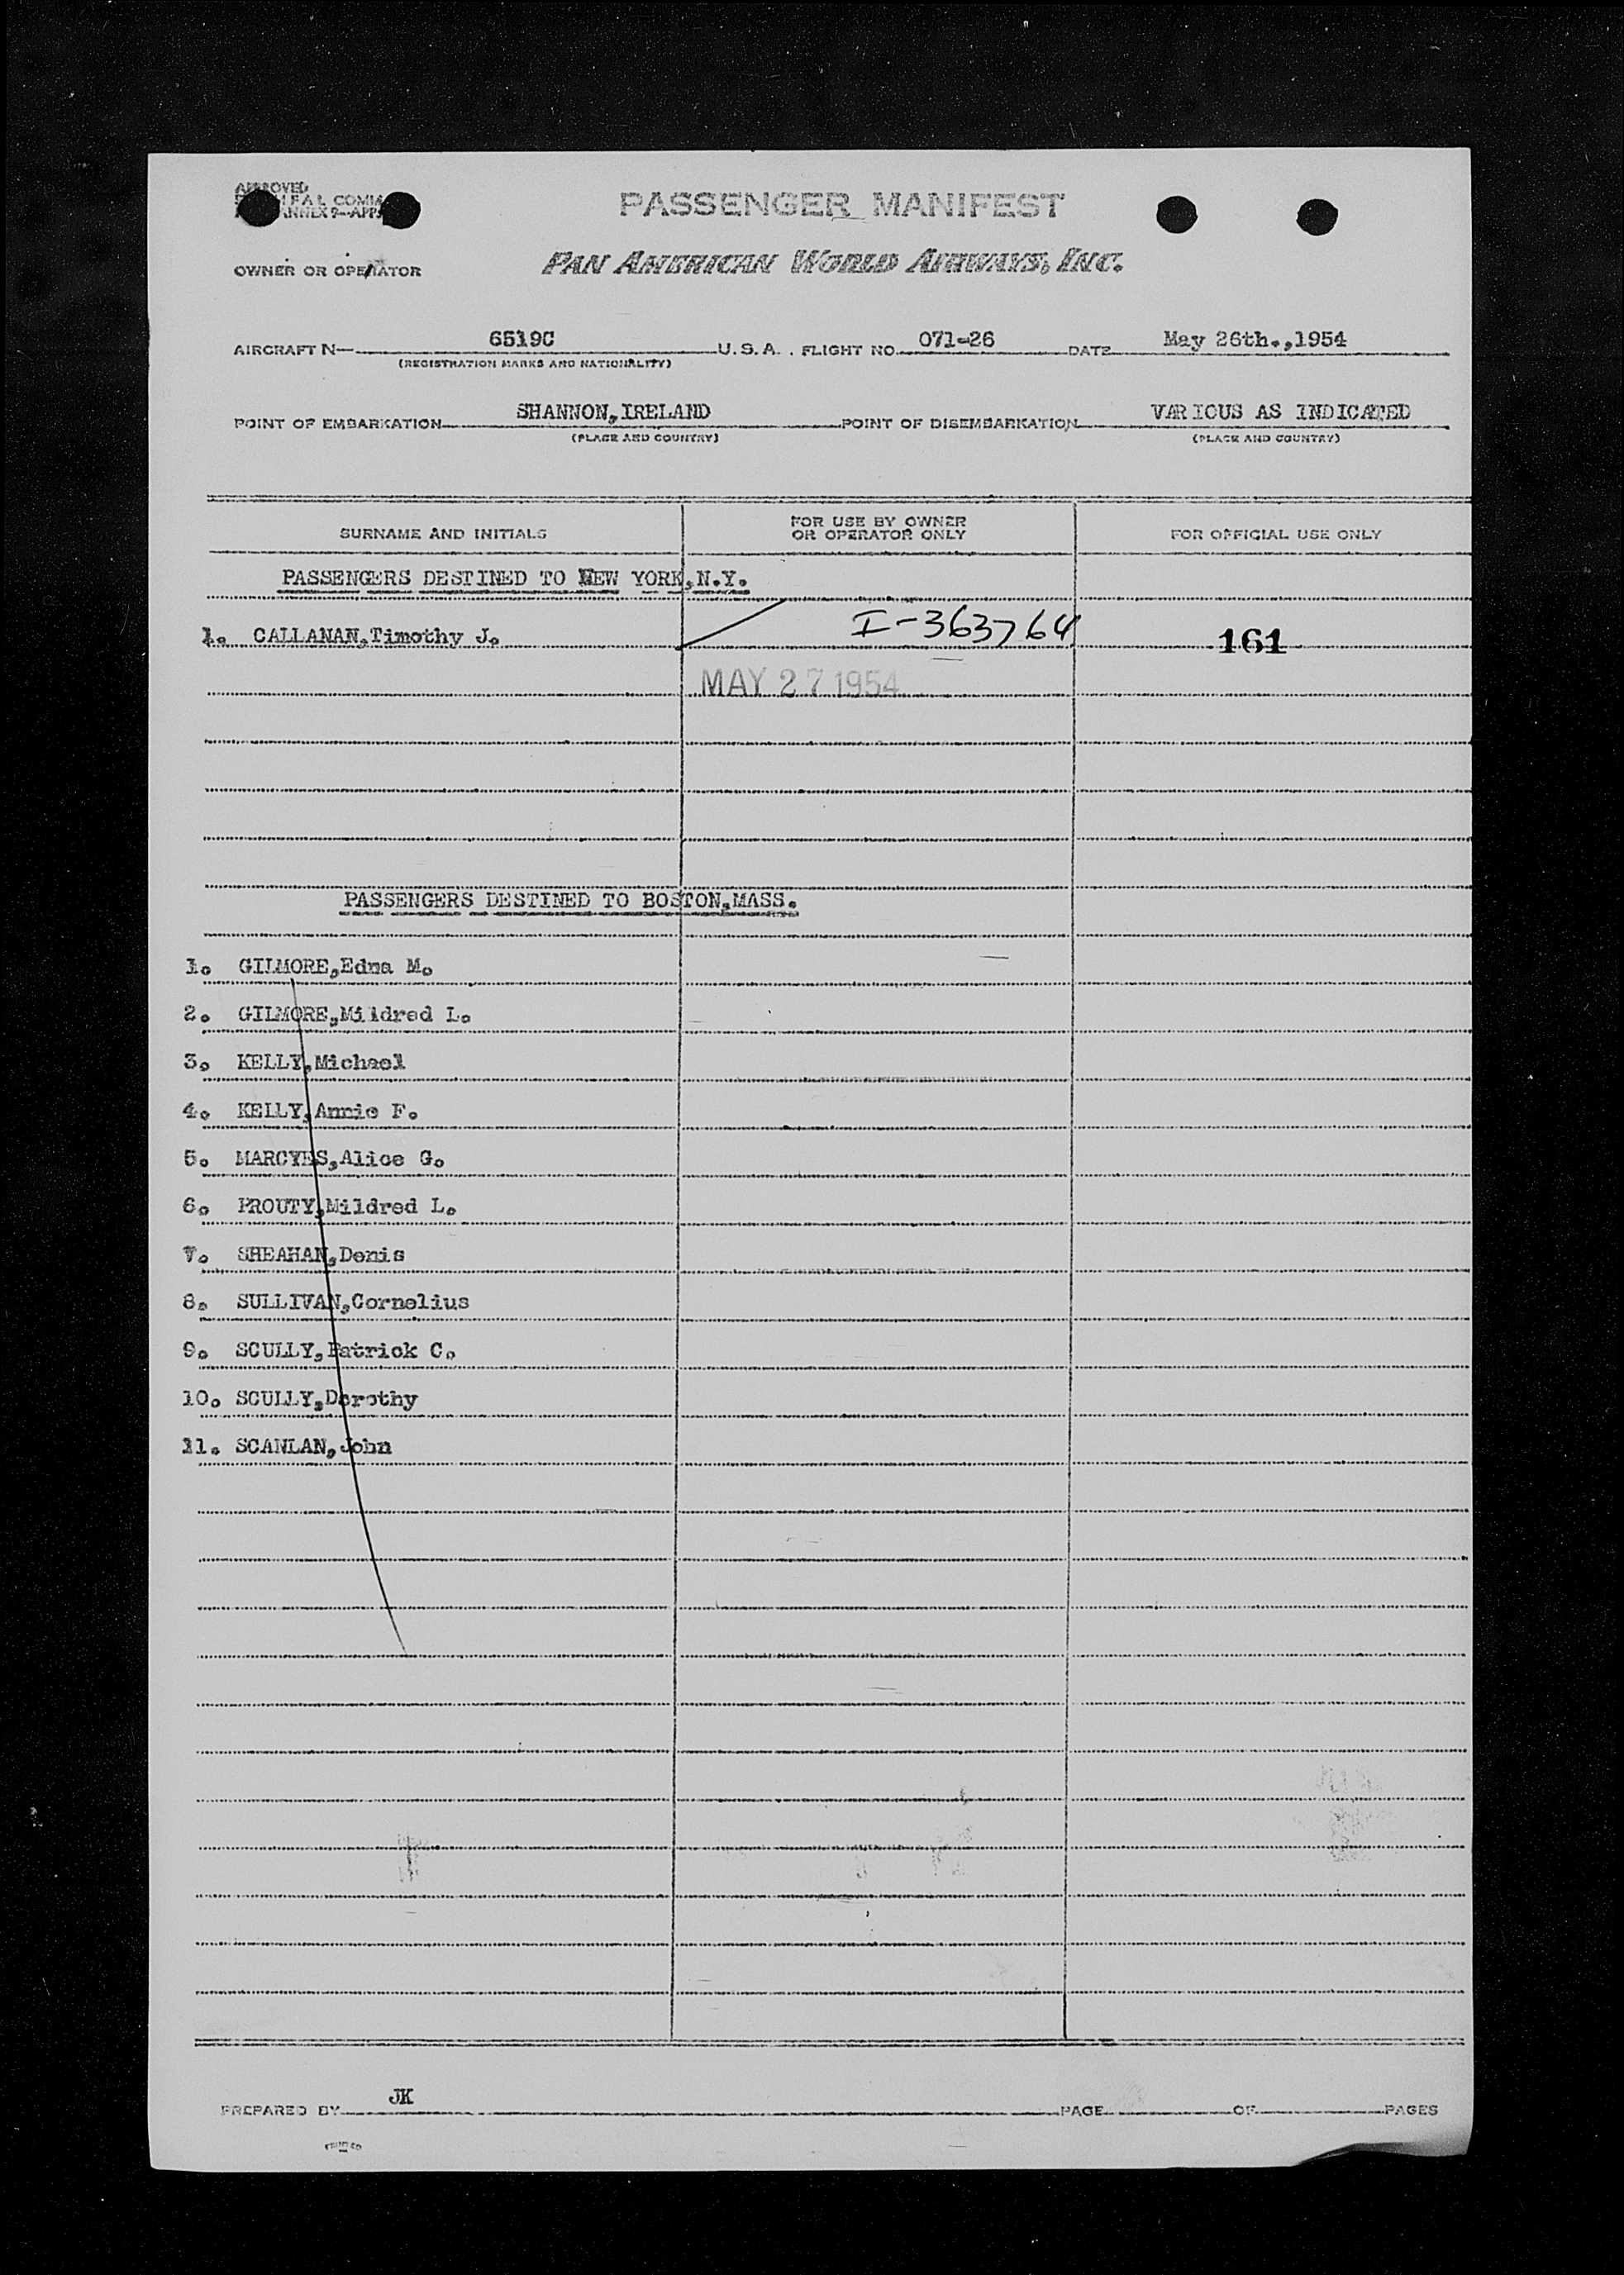 APPROVED
F A L COMM
ANNEX 9—APP
PASSENGER MANIFEST
OWNER OR OPERATOR
PAN AMERICAN WORLD AIRWAYS, INC.
AIRCRAFT N— 6519C U.S.A. . FLIGHT NO. 071-26 DATE May 26th.,1954
(REGISTRATION MARKS AND NATIONALITY)
POINT OF EMBARKATION SHANNON,IRELAND POINT OF DISEMBARKATION VARIOUS AS INDICATED
(PLACE AND COUNTRY) (PLACE AND COUNTRY)
SURNAME AND INITIALS FOR USE BY OWNER OR OPERATOR ONLY FOR OFFICIAL USE ONLY
PASSENGERS DESTINED TO NEW YORK,N.Y.
1. CALLANAN,Timothy J. I-363764 161
MAY 27 1954
PASSENGERS DESTINED TO BOSTON,MASS.
1. GILMORE,Edna M.
2. GILMORE,Mildred L.
3. KELLY,Michael
4. KELLY,Annie F.
5. MARCYES,Alice G.
6. PROUTY,Mildred L.
7. SHEAHAN,Denis
8. SULLIVAN,Cornelius
9. SCULLY,Patrick C.
10. SCULLY,Dorothy
11. SCANLAN,John
PREPARED BY JK PAGE OF PAGES